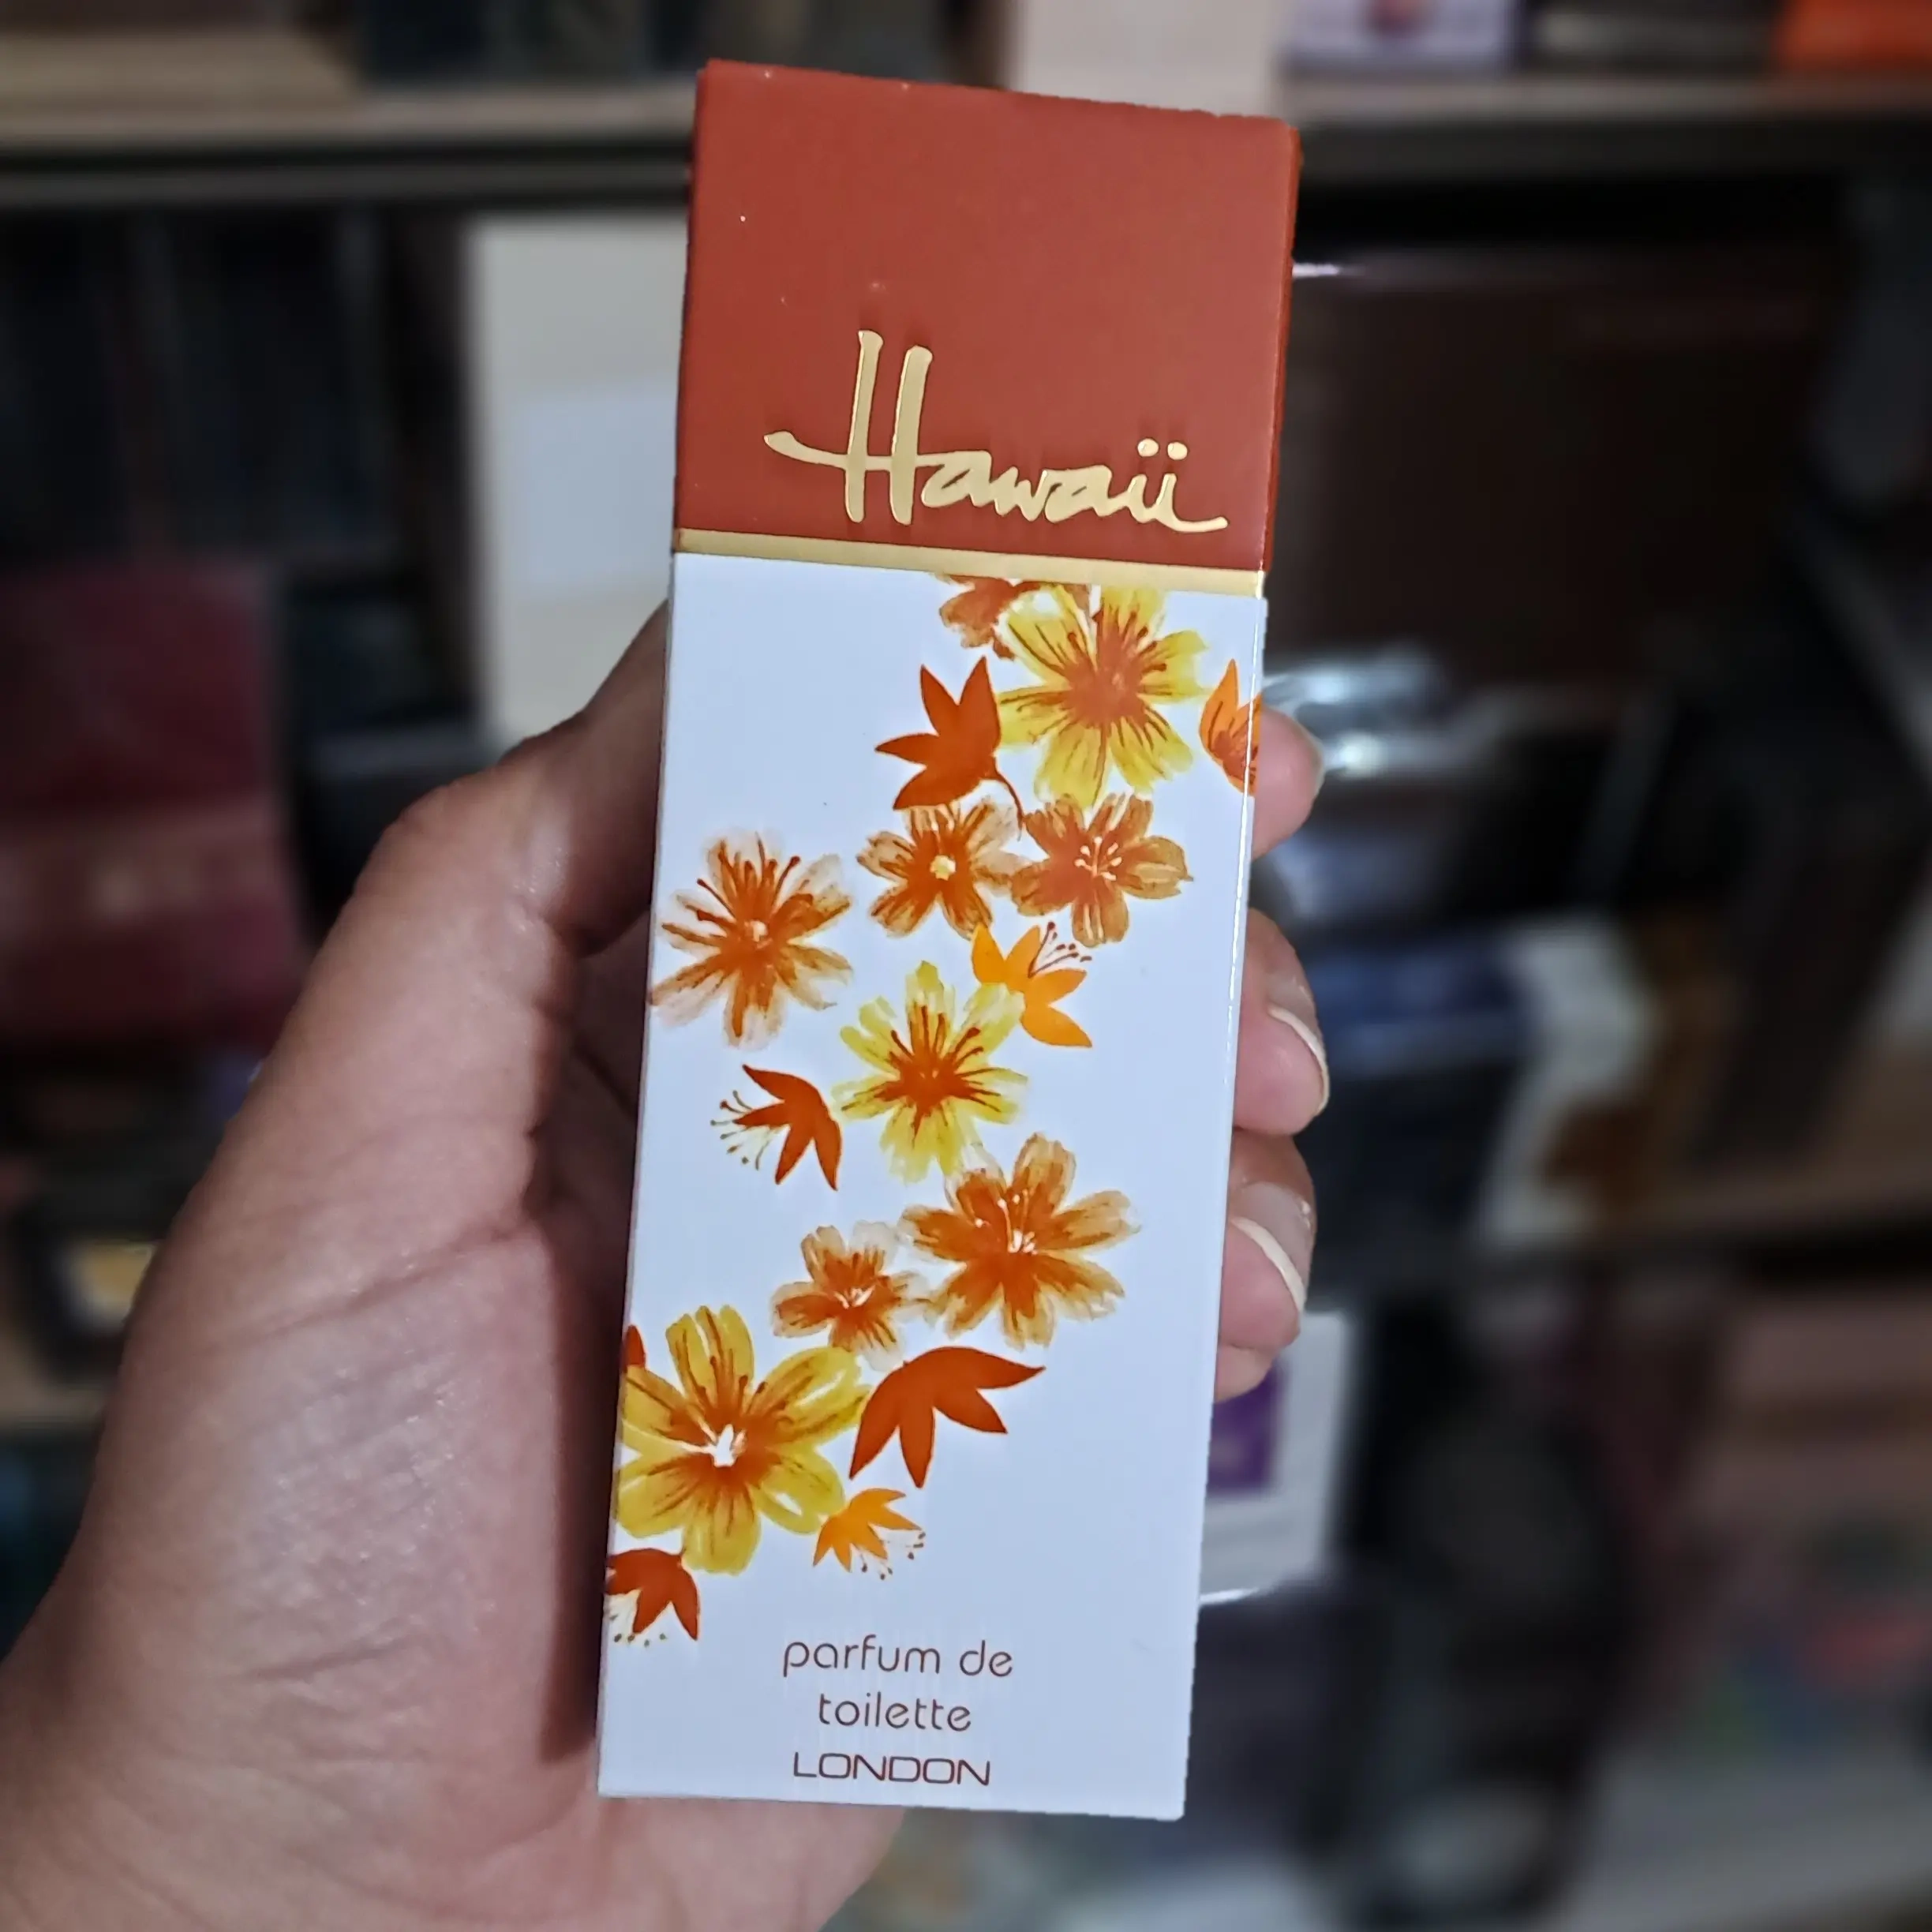 Hawaii
parfum de
toilette
LONDON